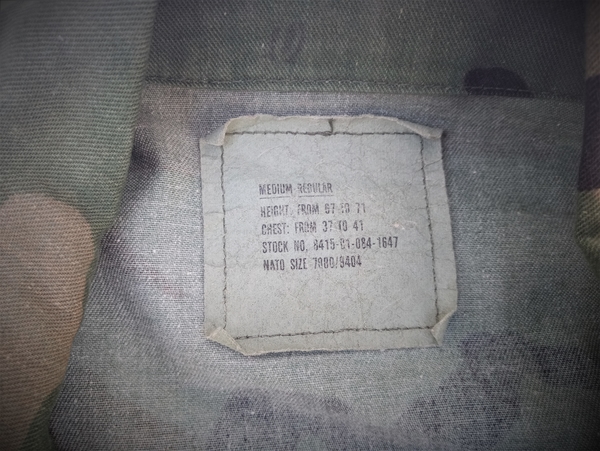 MEDIUM REGULAR
HEIGHT: FROM 67 TO 71
CHEST: FROM 37 TO 41
STOCK NO. 8415-01-084-1647
NATO SIZE 7080/9404